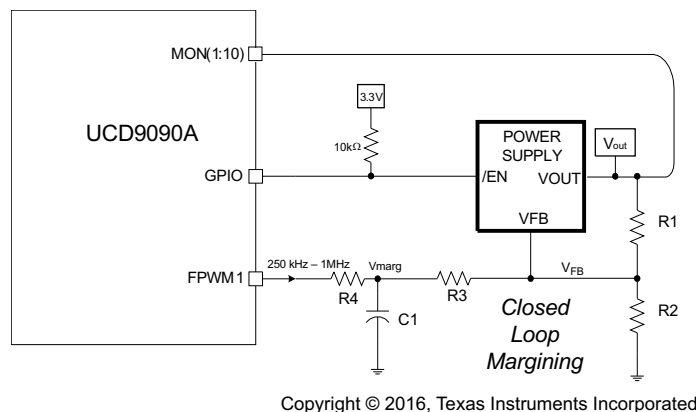 MON(1:10)
3.3V
UCD9090A
10kΩ
POWER
SUPPLY
Vout
GPIO
/EN
VOUT
VFB
R1
FPWM1
250 kHz – 1MHz
Vmarg
VFB
R4
R3
C1
R2
Closed
Loop
Margining
Copyright © 2016, Texas Instruments Incorporated